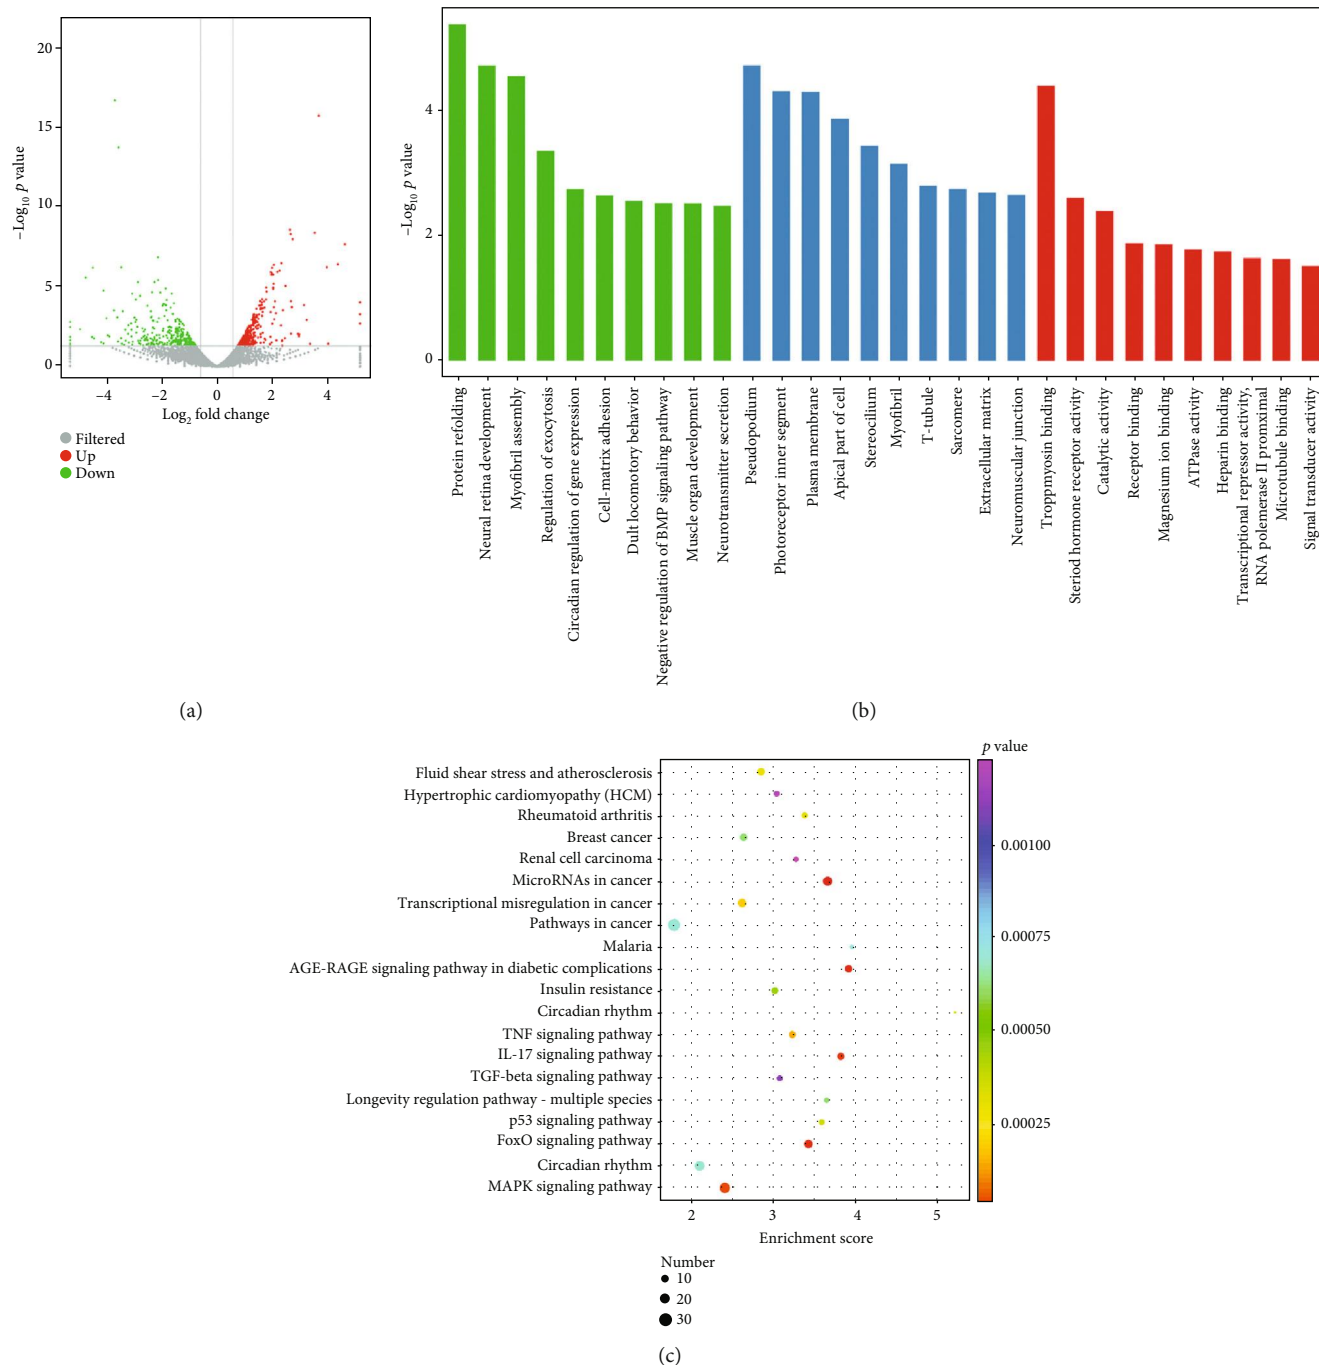 20
15
10
5
0
−Log10 p value
−4
−2
0
2
4
Log2 fold change
Filtered
Up
Down
(a)
4
2
0
−Log10 p value
Protein refolding
Neural retina development
Myofibril assembly
Regulation of exocytosis
Circadian regulation of gene expression
Cell-matrix adhesion
Dult locomotory behavior
Negative regulation of BMP signaling pathway
Muscle organ development
Neurotransmitter secretion
Pseudopodium
Photoreceptor inner segment
Plasma membrane
Apical part of cell
Stereocilium
Myofibril
T-tubule
Sarcomere
Extracellular matrix
Neuromuscular junction
Troppmyosin binding
Steriod hormone receptor activity
Catalytic activity
Receptor binding
Magnesium ion binding
ATPase activity
Heparin binding
Transcriptional repressor activity,
RNA polemerase II promximal
Microtubule binding
Signal transducer activity
(b)
Fluid shear stress and atherosclerosis
Hypertrophic cardiomyopathy (HCM)
Rheumatoid arthritis
Breast cancer
Renal cell carcinoma
MicroRNAs in cancer
Transcriptional misregulation in cancer
Pathways in cancer
Malaria
AGE-RAGE signaling pathway in diabetic complications
Insulin resistance
Circadian rhythm
TNF signaling pathway
IL-17 signaling pathway
TGF-beta signaling pathway
Longevity regulation pathway - multiple species
p53 signaling pathway
FoxO signaling pathway
Circadian rhythm
MAPK signaling pathway
2
3
4
5
Enrichment score
p value
0.00100
0.00075
0.00050
0.00025
Number
10
20
30
(c)